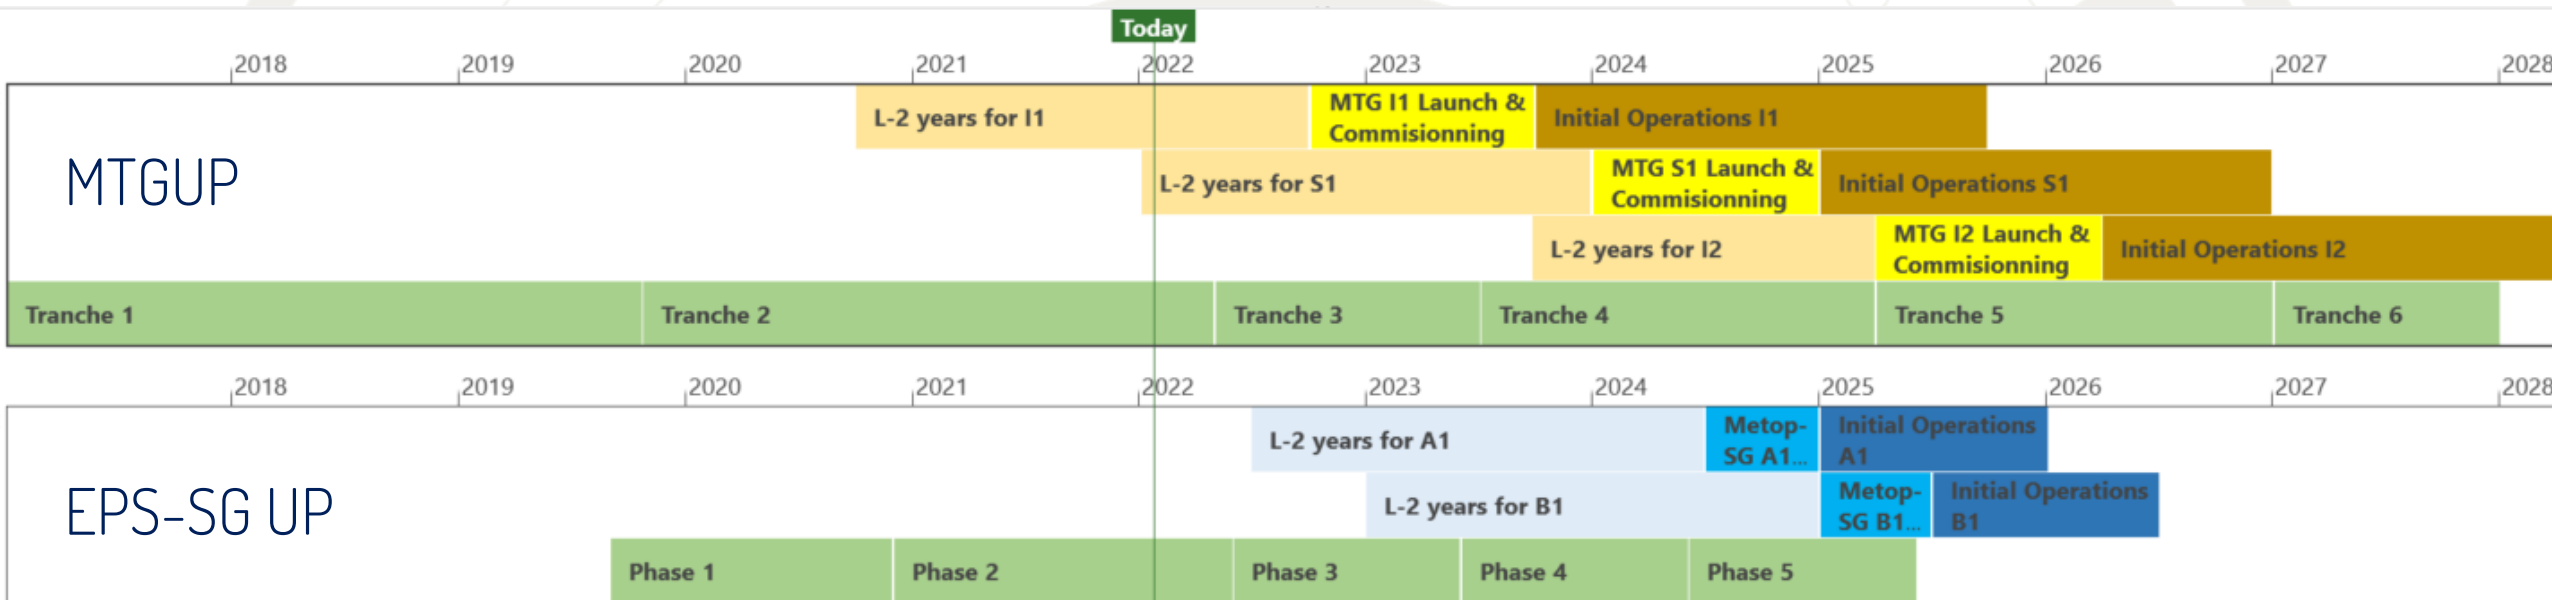 Today
2018 2019 2020 2021 2022 2023 2024 2025 2026 2027 2028
L-2 years for I1
MTG I1 Launch &
Commisionning
Initial Operations I1
MTGUP
L-2 years for S1
MTG S1 Launch &
Commisionning
Initial Operations S1
L-2 years for I2
MTG I2 Launch &
Commisionning
Initial Operations I2
Tranche 1 Tranche 2 Tranche 3 Tranche 4 Tranche 5 Tranche 6
2018 2019 2020 2021 2022 2023 2024 2025 2026 2027 2028
L-2 years for A1
Metop-
SG A1...
Initial Operations
A1
EPS-SG UP
L-2 years for B1
Metop-
SG B1...
Initial Operations
B1
Phase 1 Phase 2 Phase 3 Phase 4 Phase 5